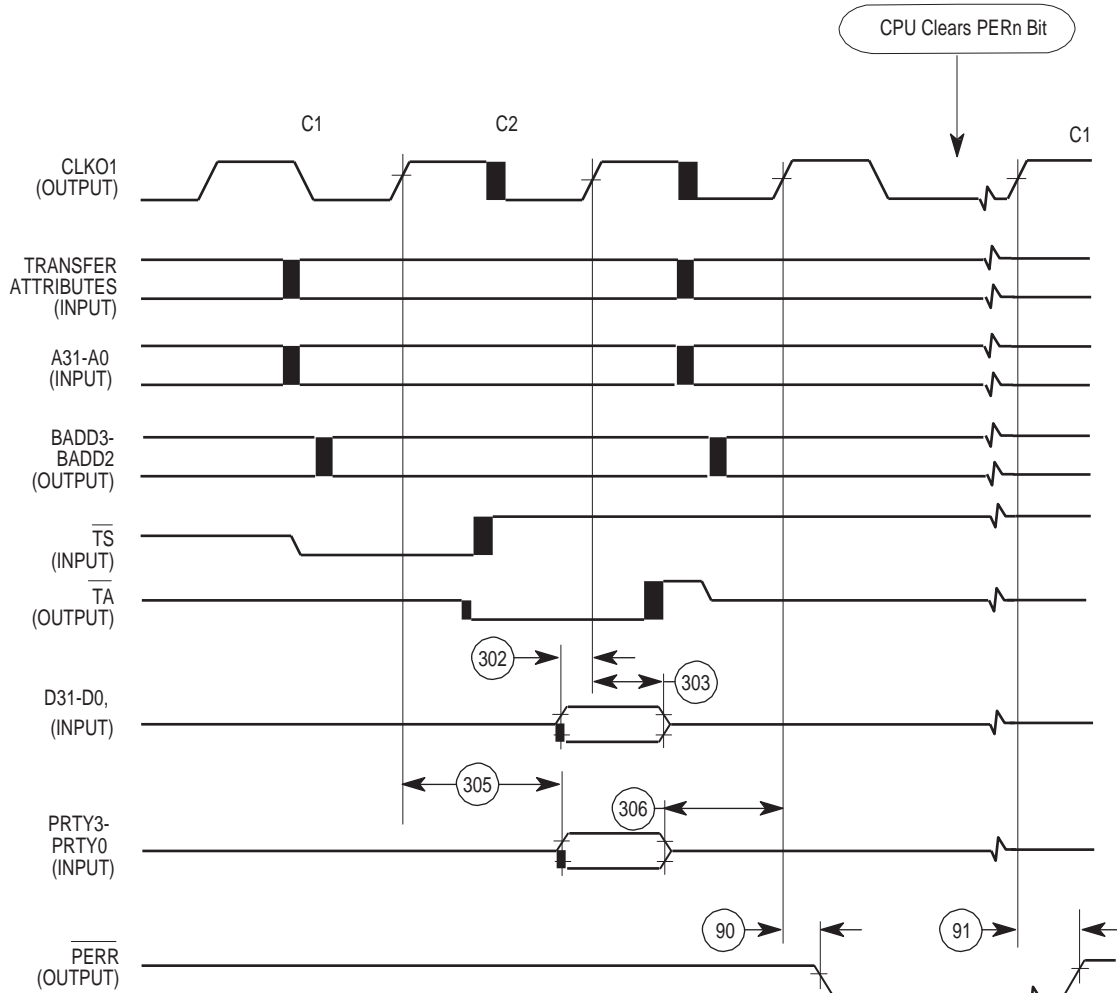 CPU Clears PERn Bit
C1
C2
C1
CLKO1
(OUTPUT)
TRANSFER
ATTRIBUTES
(INPUT)
A31-A0
(INPUT)
BADD3-
BADD2
(OUTPUT)
TS
(INPUT)
TA
(OUTPUT)
302
303
D31-D0,
(INPUT)
305
306
PRTY3-
PRTY0
(INPUT)
90
91
PERR
(OUTPUT)